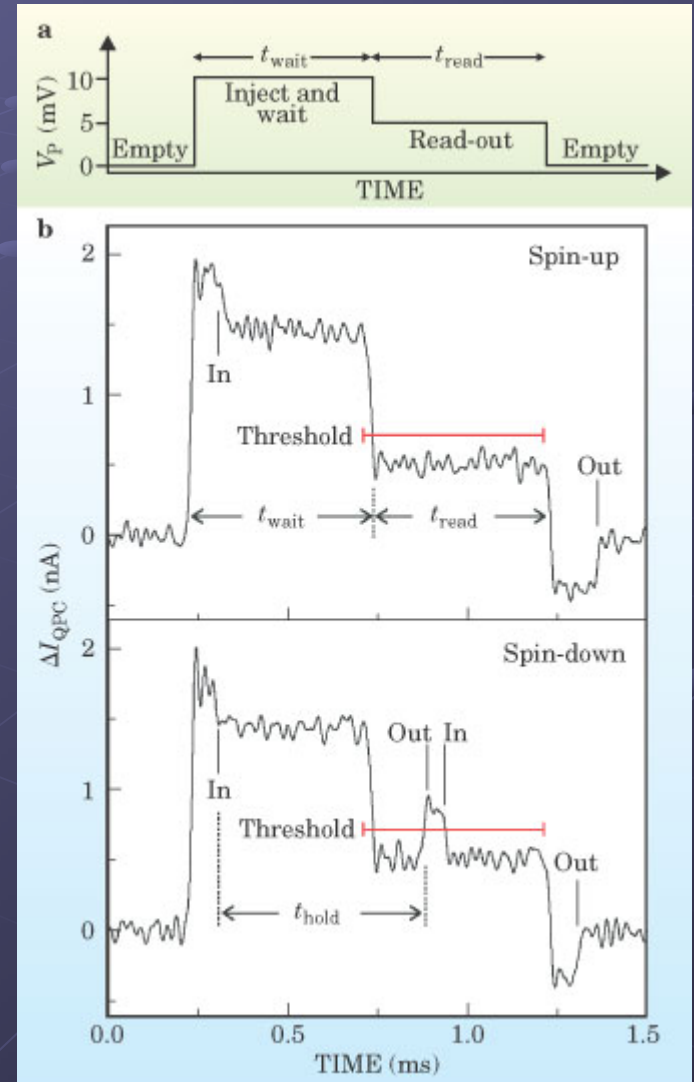 a
t_wait
t_read
V_P (mV)
10
5
0
Empty
Inject and
wait
Read-out
Empty
TIME
b
ΔI_QPC (nA)
2
1
0
Spin-up
In
Threshold
Out
t_wait
t_read
2
1
0
Spin-down
Out In
In
Threshold
Out
t_hold
0.0
0.5
1.0
1.5
TIME (ms)